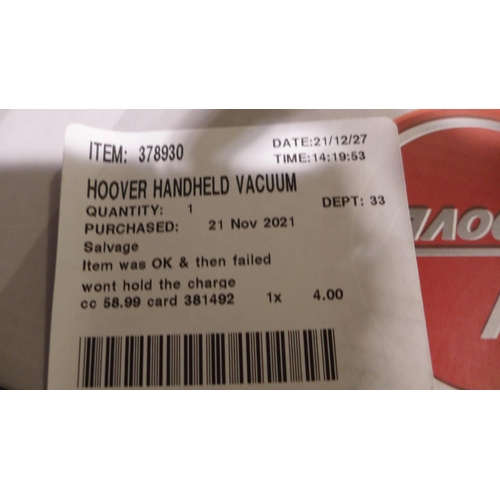 ITEM: 378930
DATE:21/12/27
TIME:14:19:53
HOOVER HANDHELD VACUUM
QUANTITY: 1
DEPT: 33
PURCHASED: 21 Nov 2021
Salvage
Item was OK & then failed
wont hold the charge
cc 58.99 card 381492 1x 4.00